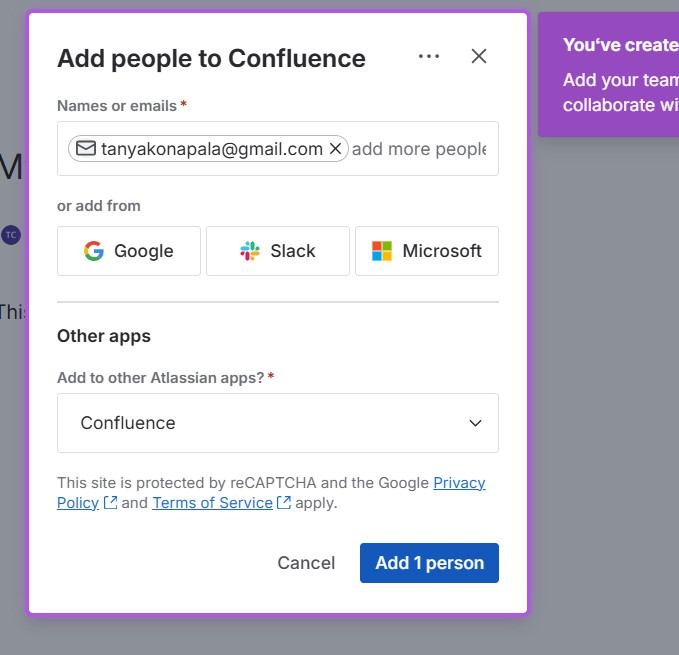 Add people to Confluence
You've create
Add your team
collaborate wi
Names or emails *
tanyakonapala@gmail.com add more people
M
TC
or add from
Google
Slack
Microsoft
This
Other apps
Add to other Atlassian apps? *
Confluence
This site is protected by reCAPTCHA and the Google Privacy
Policy and Terms of Service apply.
Cancel
Add 1 person